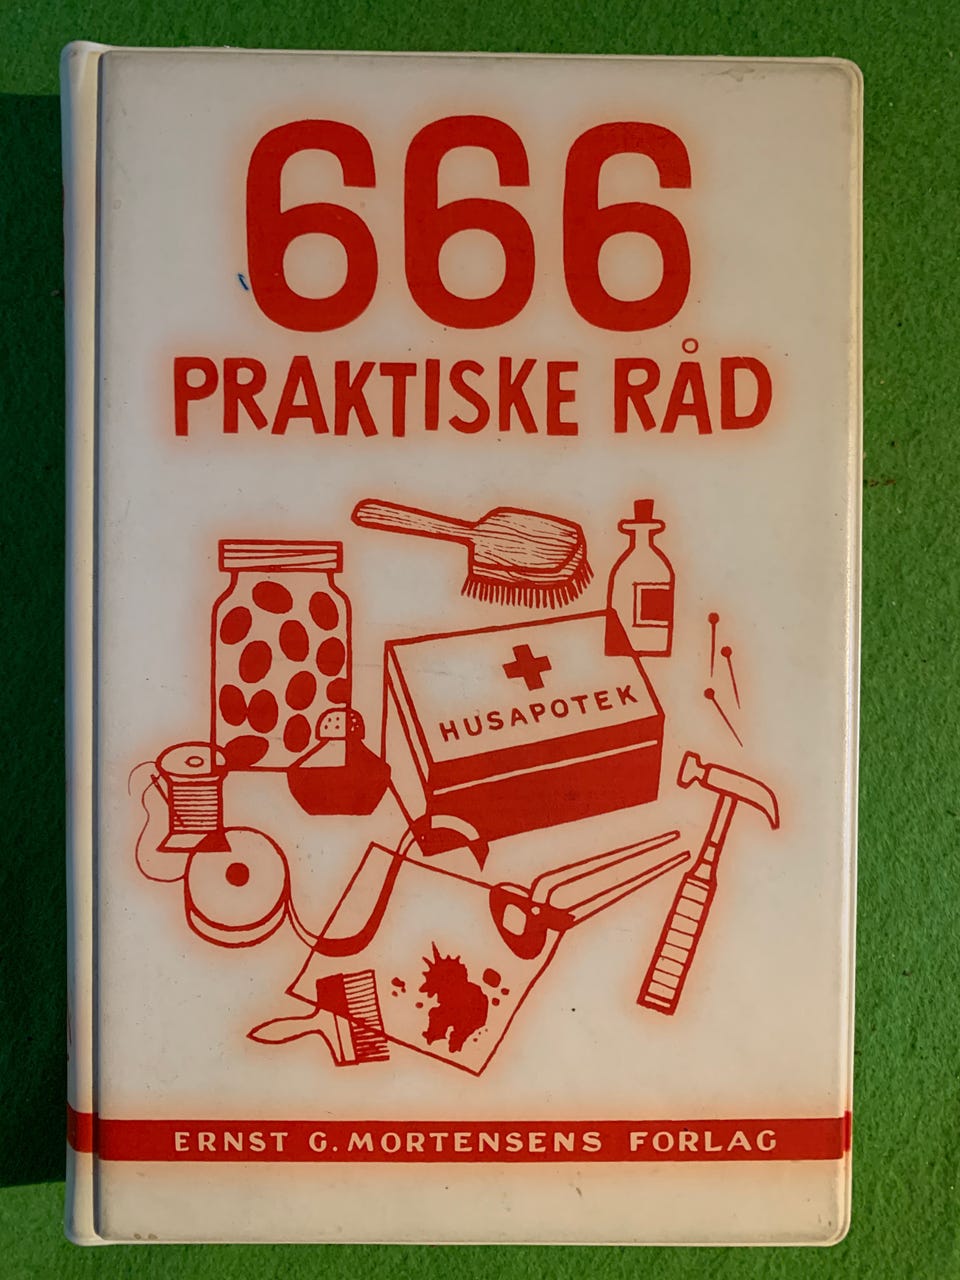 666
PRAKTISKE RÅD
HUSAPOTEK
ERNST G. MORTENSENS FORLAG